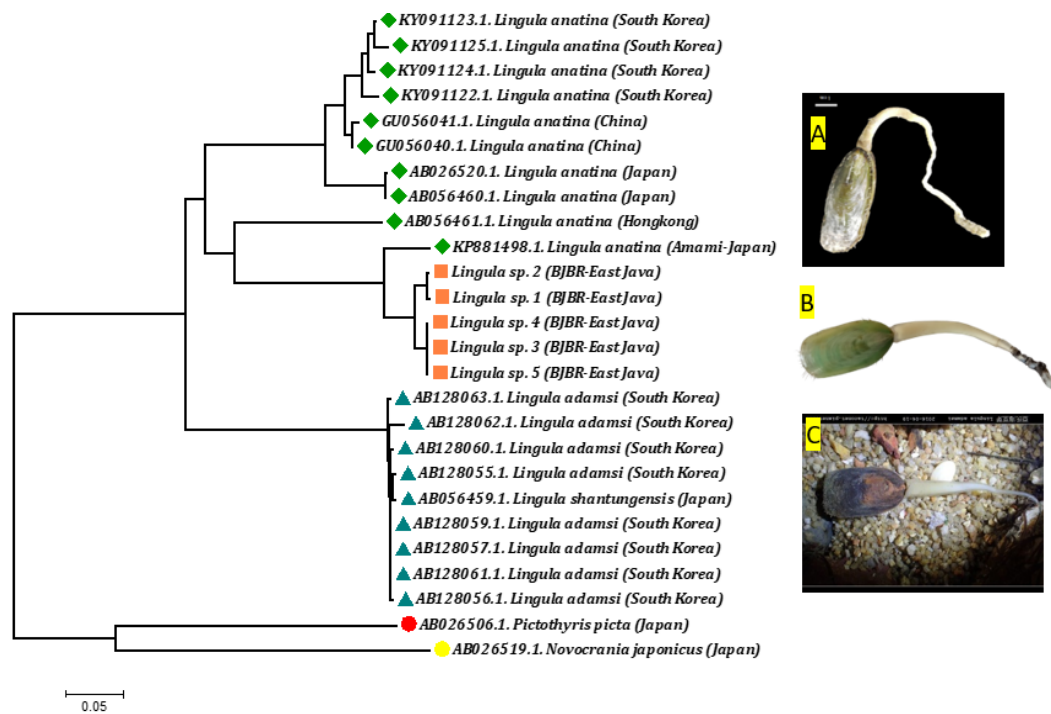 KY091123.1. Lingula anatina (South Korea)
KY091125.1. Lingula anatina (South Korea)
KY091124.1. Lingula anatina (South Korea)
KY091122.1. Lingula anatina (South Korea)
GU056041.1. Lingula anatina (China)
GU056040.1. Lingula anatina (China)
AB026520.1. Lingula anatina (Japan)
AB056460.1. Lingula anatina (Japan)
AB056461.1. Lingula anatina (Hongkong)
KP881498.1. Lingula anatina (Amami-Japan)
Lingula sp. 2 (BJBR-East Java)
Lingula sp. 1 (BJBR-East Java)
Lingula sp. 4 (BJBR-East Java)
Lingula sp. 3 (BJBR-East Java)
Lingula sp. 5 (BJBR-East Java)
AB128063.1. Lingula adamsi (South Korea)
AB128062.1. Lingula adamsi (South Korea)
AB128060.1. Lingula adamsi (South Korea)
AB128055.1. Lingula adamsi (South Korea)
AB056459.1. Lingula shantungensis (Japan)
AB128059.1. Lingula adamsi (South Korea)
AB128057.1. Lingula adamsi (South Korea)
AB128061.1. Lingula adamsi (South Korea)
AB128056.1. Lingula adamsi (South Korea)
AB026506.1. Pictothyris picta (Japan)
AB026519.1. Novocrania japonicus (Japan)
0.05
A
B
C